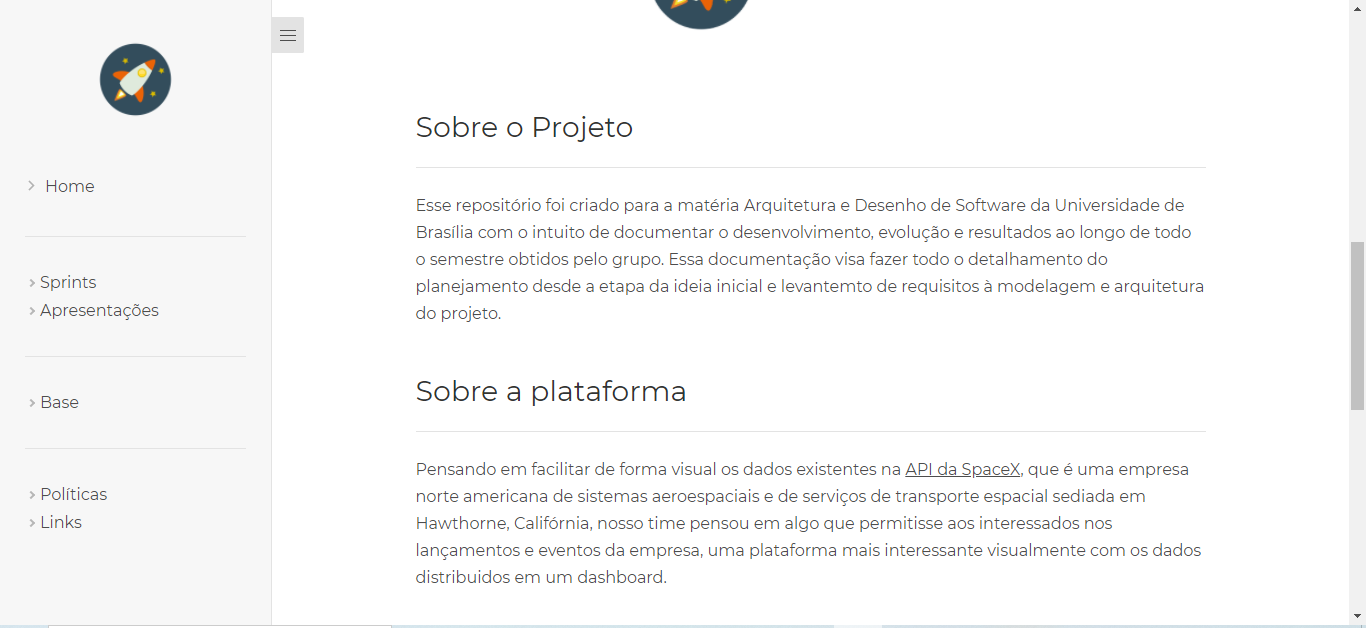 Home
Sprints
Apresentações
Base
Políticas
Links
Sobre o Projeto
Esse repositório foi criado para a matéria Arquitetura e Desenho de Software da Universidade de
Brasília com o intuito de documentar o desenvolvimento, evolução e resultados ao longo de todo
o semestre obtidos pelo grupo. Essa documentação visa fazer todo o detalhamento do
planejamento desde a etapa da ideia inicial e levantemto de requisitos à modelagem e arquitetura
do projeto.
Sobre a plataforma
Pensando em facilitar de forma visual os dados existentes na API da SpaceX, que é uma empresa
norte americana de sistemas aeroespaciais e de serviços de transporte espacial sediada em
Hawthorne, Califórnia, nosso time pensou em algo que permitisse aos interessados nos
lançamentos e eventos da empresa, uma plataforma mais interessante visualmente com os dados
distribuidos em um dashboard.